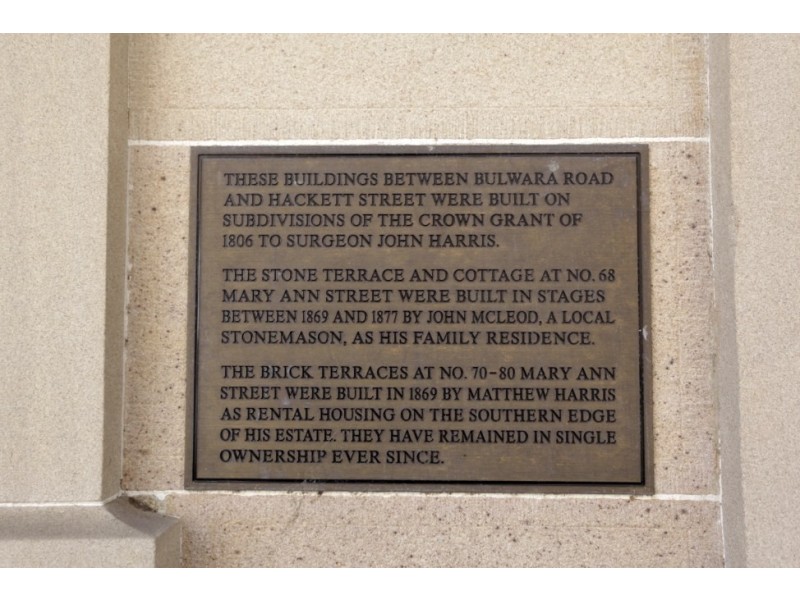 THESE BUILDINGS BETWEEN BULWARA ROAD
AND HACKETT STREET WERE BUILT ON
SUBDIVISIONS OF THE CROWN GRANT OF
1806 TO SURGEON JOHN HARRIS.
THE STONE TERRACE AND COTTAGE AT NO. 68
MARY ANN STREET WERE BUILT IN STAGES
BETWEEN 1869 AND 1877 BY JOHN MCLEOD, A LOCAL
STONEMASON, AS HIS FAMILY RESIDENCE.
THE BRICK TERRACES AT NO. 70-80 MARY ANN
STREET WERE BUILT IN 1869 BY MATTHEW HARRIS
AS RENTAL HOUSING ON THE SOUTHERN EDGE
OF HIS ESTATE. THEY HAVE REMAINED IN SINGLE
OWNERSHIP EVER SINCE.